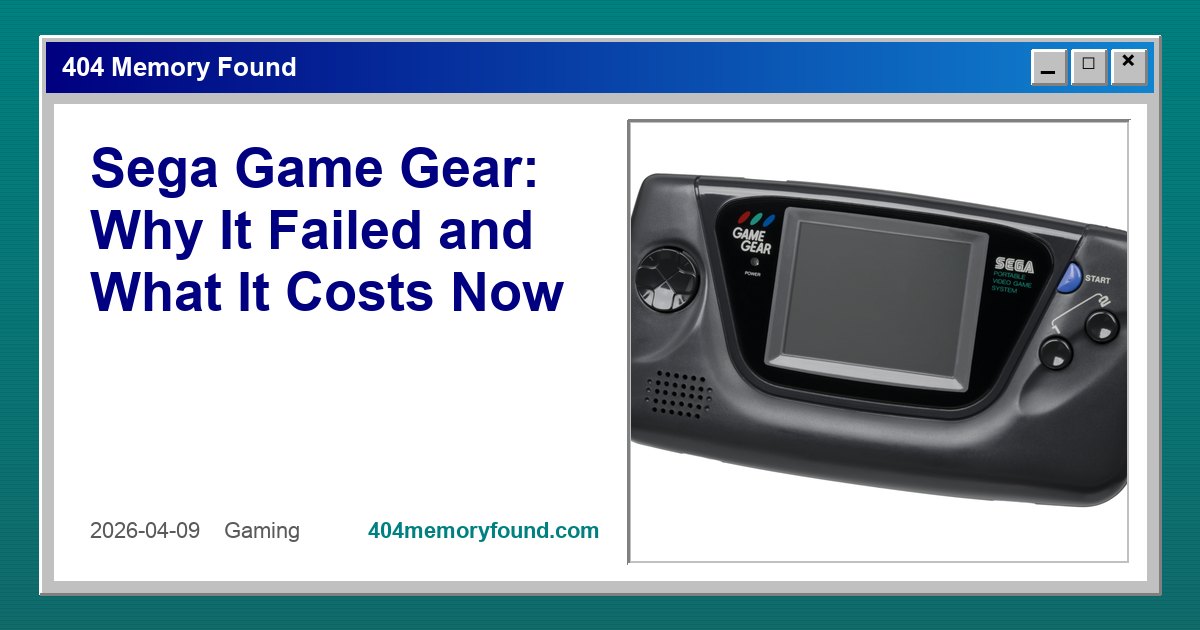 404 Memory Found
Sega Game Gear:
Why It Failed and
What It Costs Now
2026-04-09 Gaming 404memoryfound.com
GAME
GEAR
POWER
SEGA
PORTABLE
VIDEO GAME
SYSTEM
START